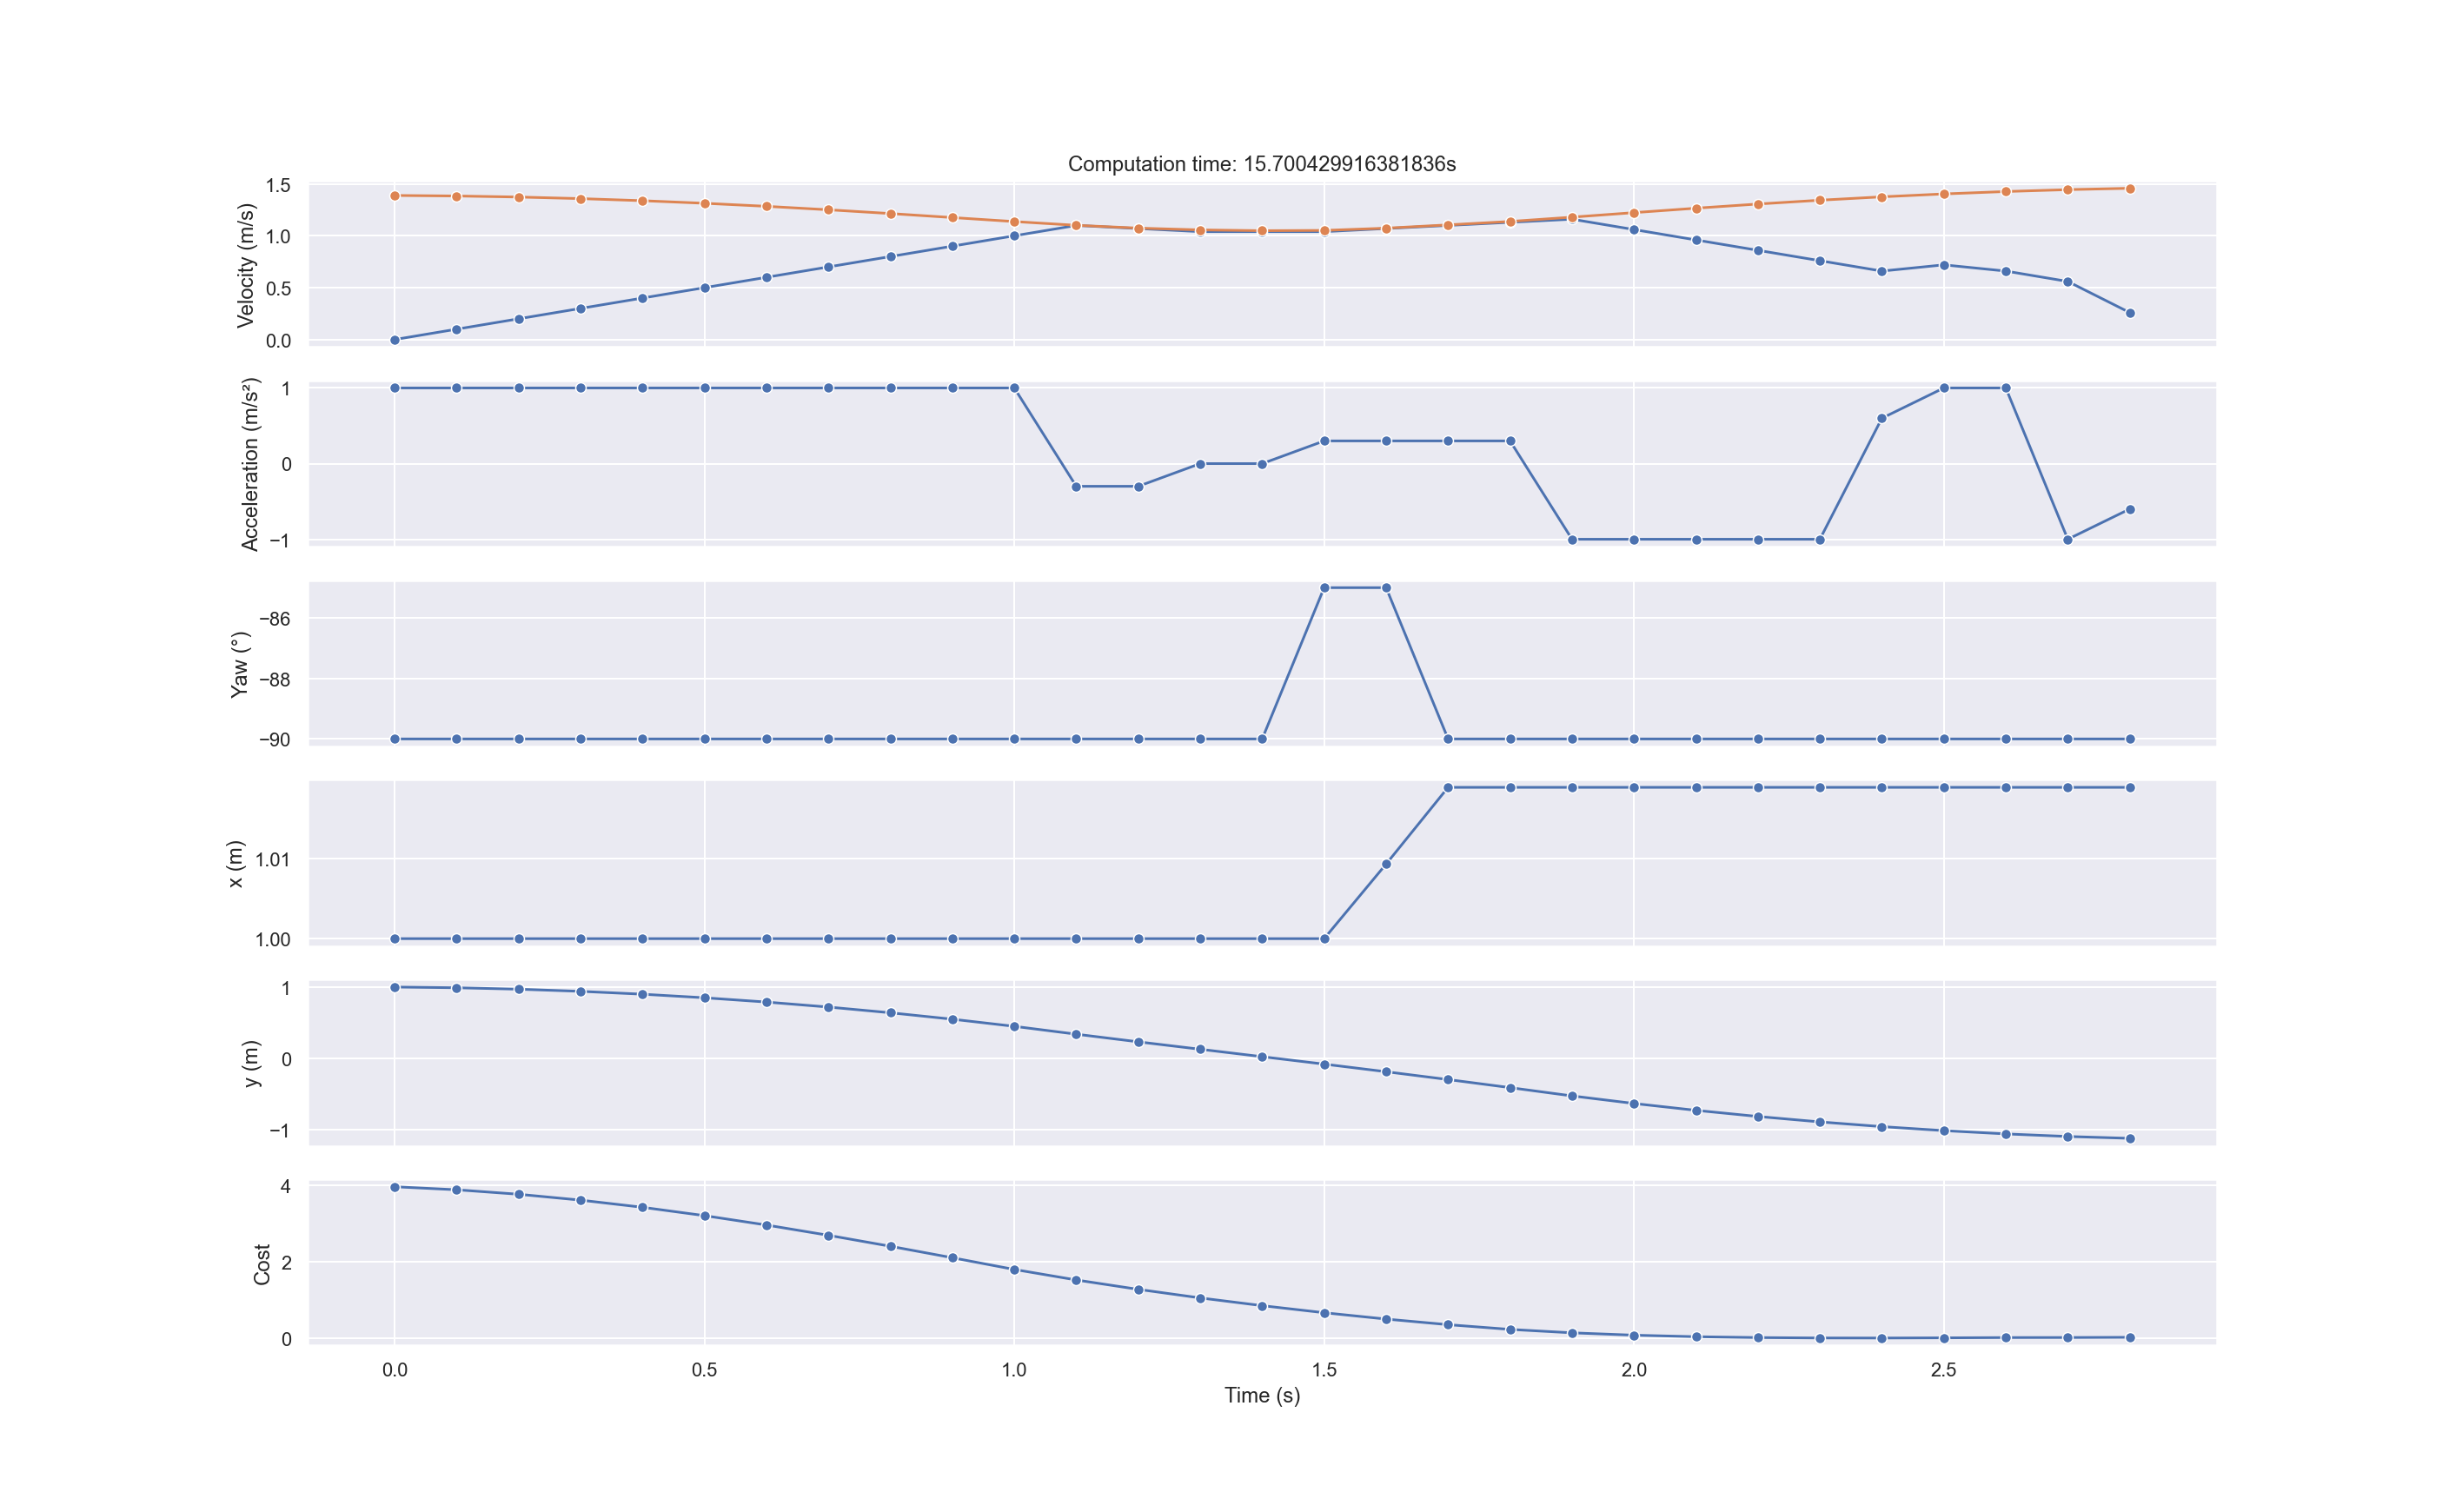 Computation time: 15.700429916381836s
Velocity (m/s)
1.5
1.0
0.5
0.0
Acceleration (m/s²)
1
0
−1
Yaw (°)
−86
−88
−90
x (m)
1.01
1.00
y (m)
1
0
−1
Cost
4
2
0
0.0 0.5 1.0 1.5 2.0 2.5
Time (s)